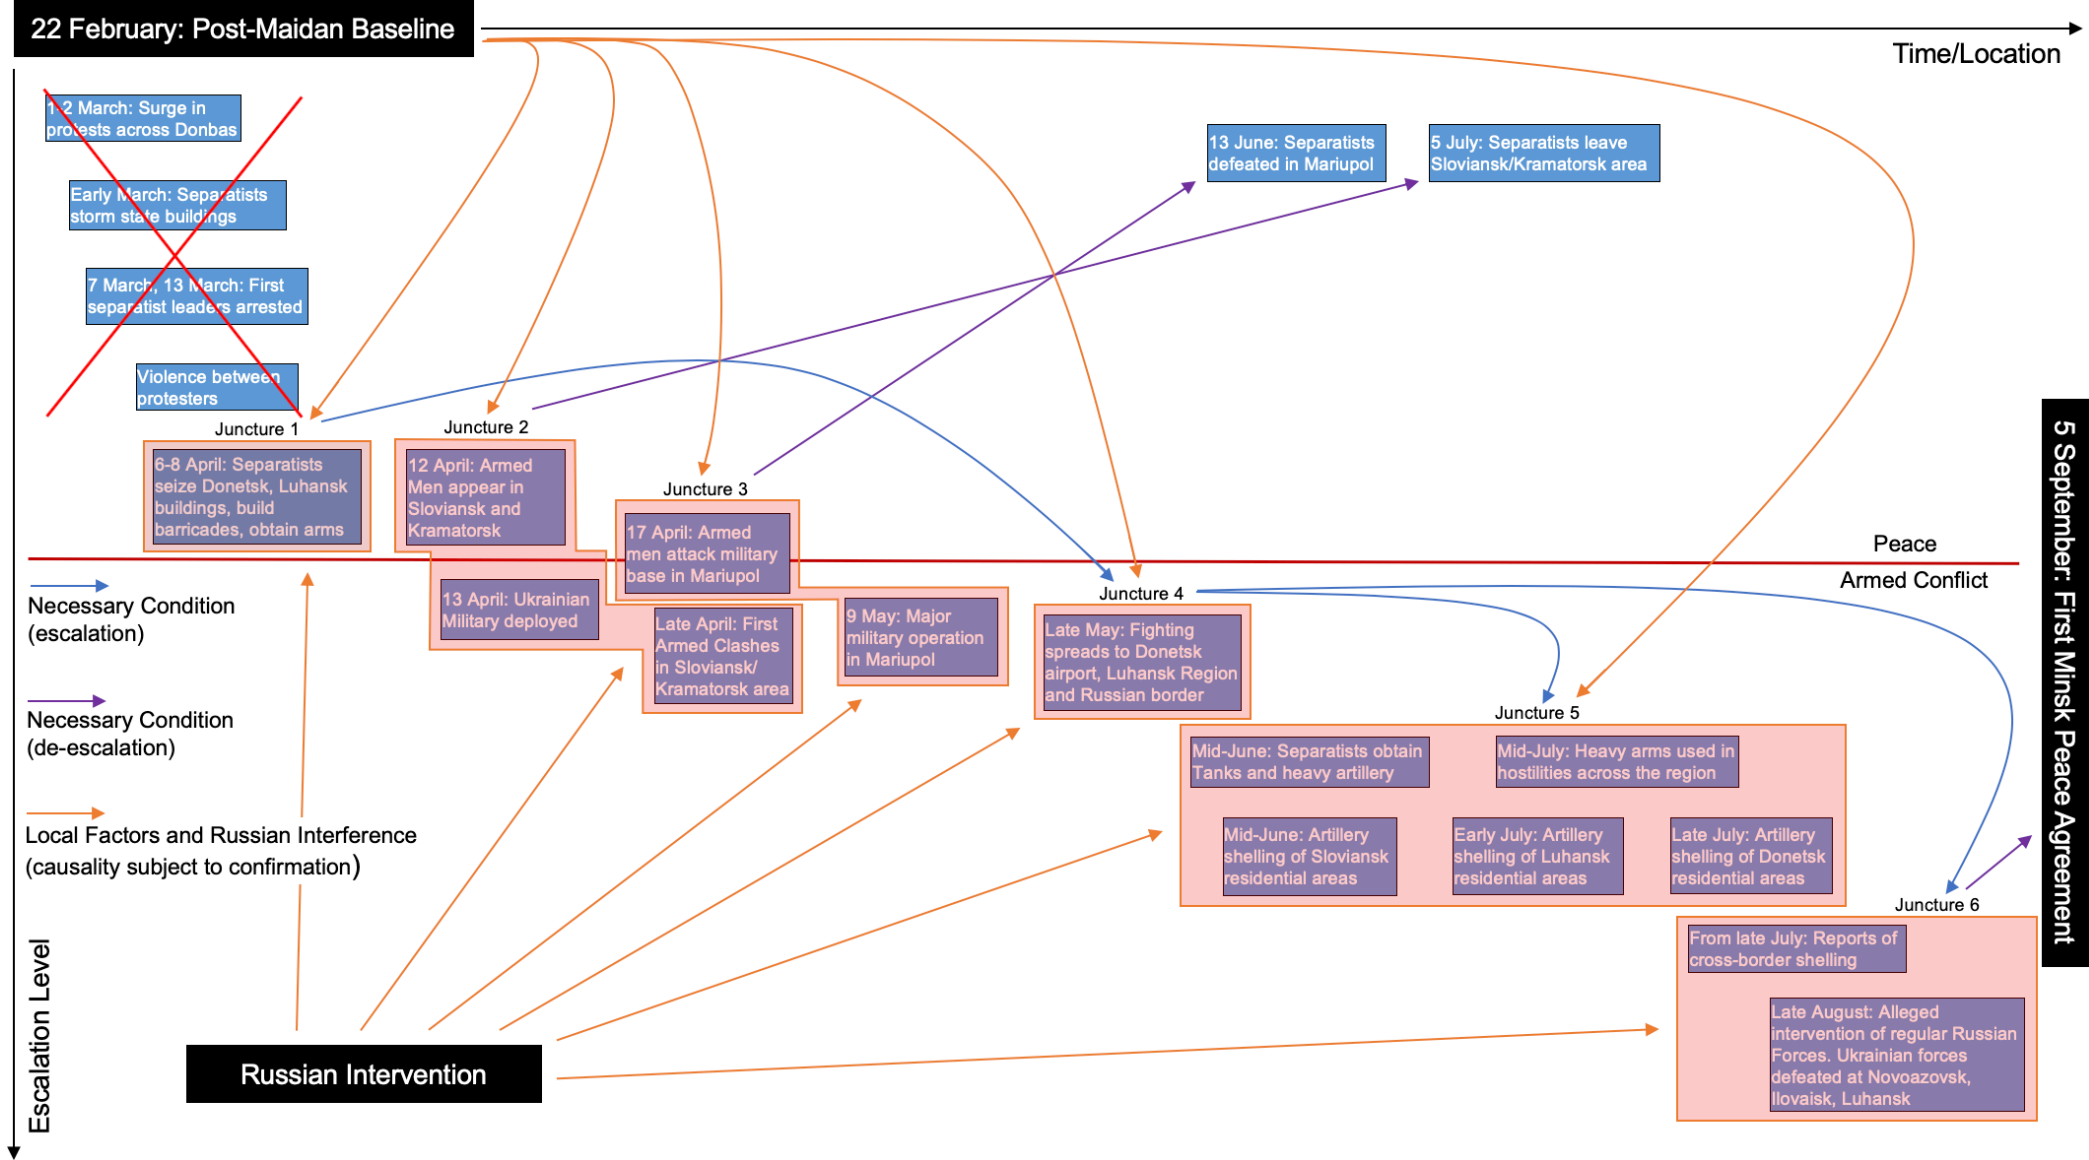 22 February: Post-Maidan Baseline
Time/Location
1-2 March: Surge in
protests across Donbas
Early March: Separatists
storm state buildings
7 March, 13 March: First
separatist leaders arrested
Violence between
protesters
13 June: Separatists
defeated in Mariupol
5 July: Separatists leave
Sloviansk/Kramatorsk area
Juncture 1
6-8 April: Separatists
seize Donetsk, Luhansk
buildings, build
barricades, obtain arms
Juncture 2
12 April: Armed
Men appear in
Sloviansk and
Kramatorsk
13 April: Ukrainian
Military deployed
Late April: First
Armed Clashes
in Sloviansk/
Kramatorsk area
Juncture 3
17 April: Armed
men attack military
base in Mariupol
9 May: Major
military operation
in Mariupol
Peace
Armed Conflict
Juncture 4
Late May: Fighting
spreads to Donetsk
airport, Luhansk Region
and Russian border
Juncture 5
Mid-June: Separatists obtain
Tanks and heavy artillery
Mid-July: Heavy arms used in
hostilities across the region
Mid-June: Artillery
shelling of Sloviansk
residential areas
Early July: Artillery
shelling of Luhansk
residential areas
Late July: Artillery
shelling of Donetsk
residential areas
Juncture 6
From late July: Reports of
cross-border shelling
Late August: Alleged
intervention of regular Russian
Forces. Ukrainian forces
defeated at Novoazovsk,
Ilovaisk, Luhansk
5 September: First Minsk Peace Agreement
Necessary Condition
(escalation)
Necessary Condition
(de-escalation)
Local Factors and Russian Interference
(causality subject to confirmation)
Escalation Level
Russian Intervention